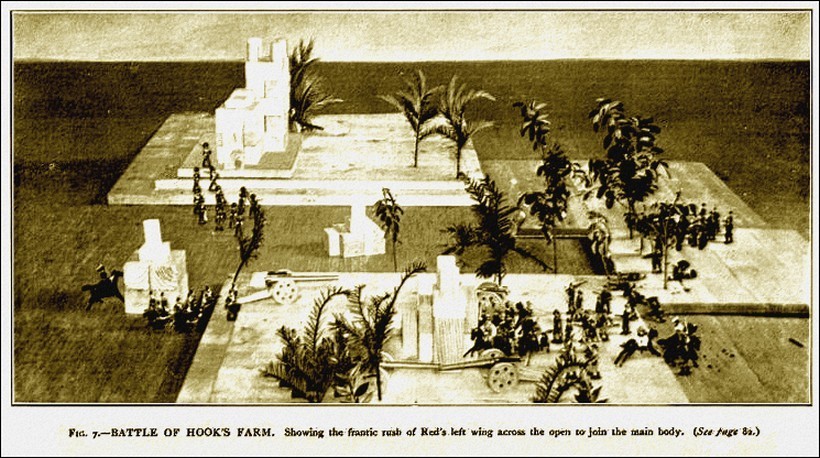 FIG. 7.—BATTLE OF HOOK'S FARM. Showing the frantic rush of Red's left wing across the open to join the main body. (See page 82.)